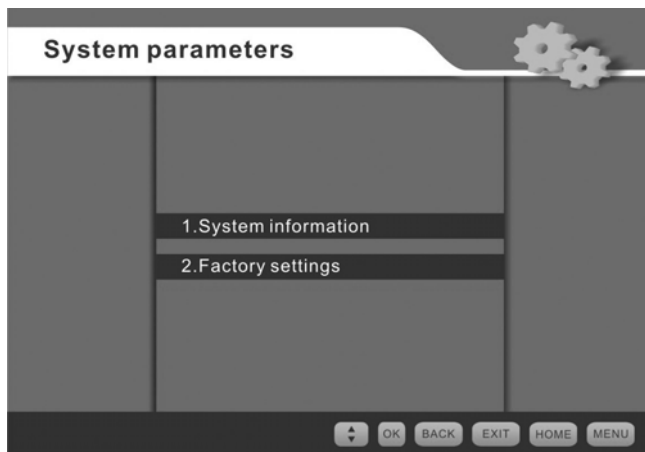 System parameters
1.System information
2.Factory settings
OK BACK EXIT HOME MENU